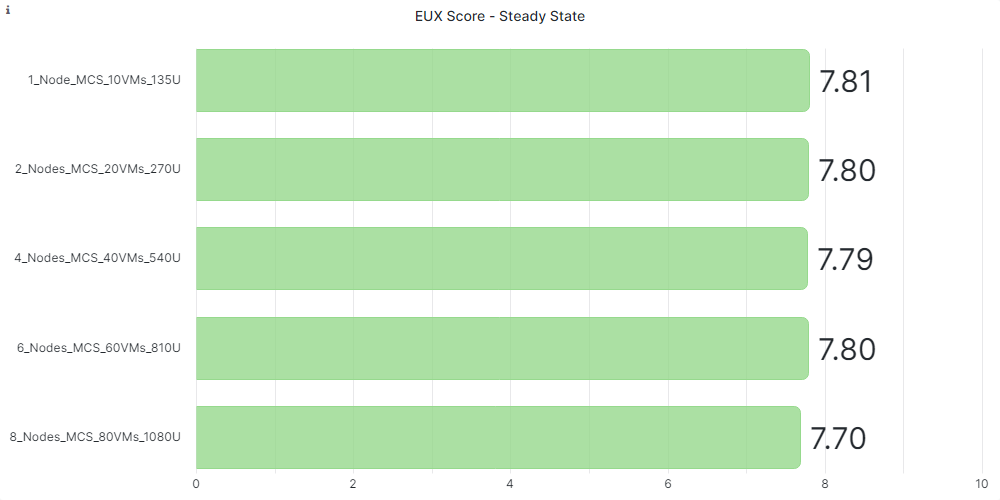 i
EUX Score - Steady State
1_Node_MCS_10VMs_135U
7.81
2_Nodes_MCS_20VMs_270U
7.80
4_Nodes_MCS_40VMs_540U
7.79
6_Nodes_MCS_60VMs_810U
7.80
8_Nodes_MCS_80VMs_1080U
7.70
0 2 4 6 8 10